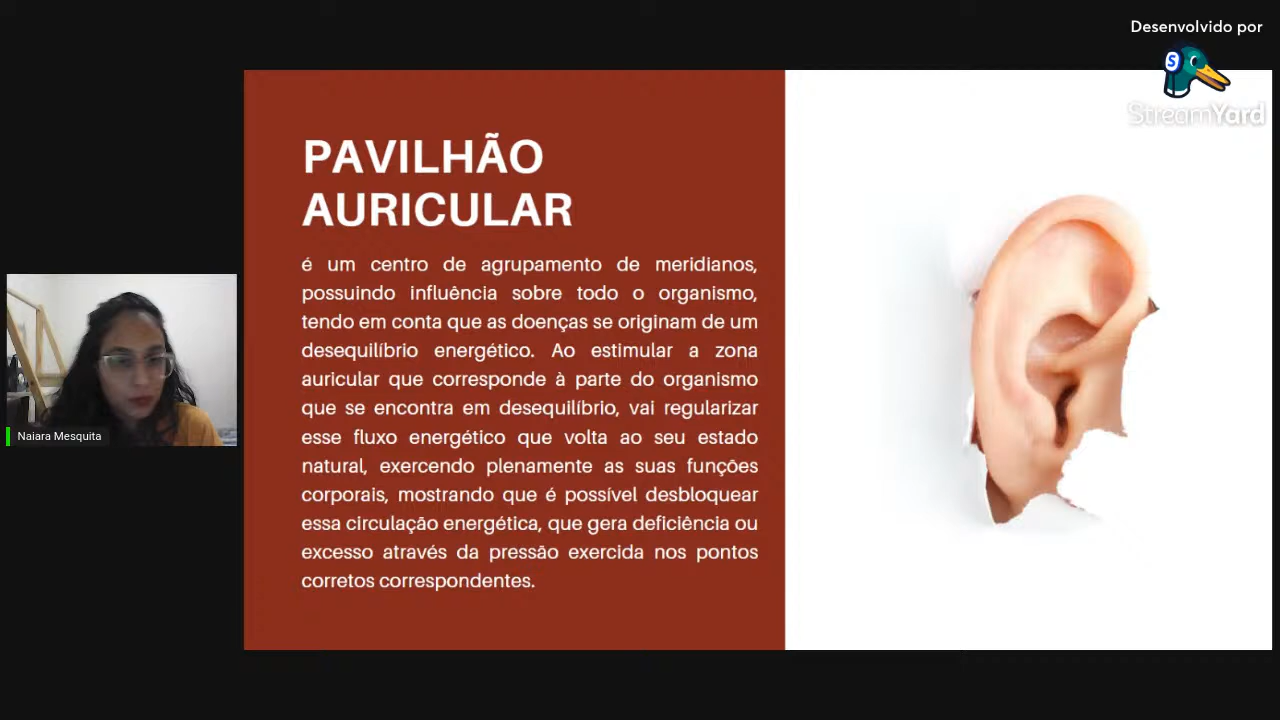 Desenvolvido por
S
StreamYard
PAVILHÃO
AURICULAR
é um centro de agrupamento de meridianos,
possuindo influência sobre todo o organismo,
tendo em conta que as doenças se originam de um
desequilíbrio energético. Ao estimular a zona
auricular que corresponde à parte do organismo
que se encontra em desequilíbrio, vai regularizar
esse fluxo energético que volta ao seu estado
natural, exercendo plenamente as suas funções
corporais, mostrando que é possível desbloquear
essa circulação energética, que gera deficiência ou
excesso através da pressão exercida nos pontos
corretos correspondentes.
Naiara Mesquita